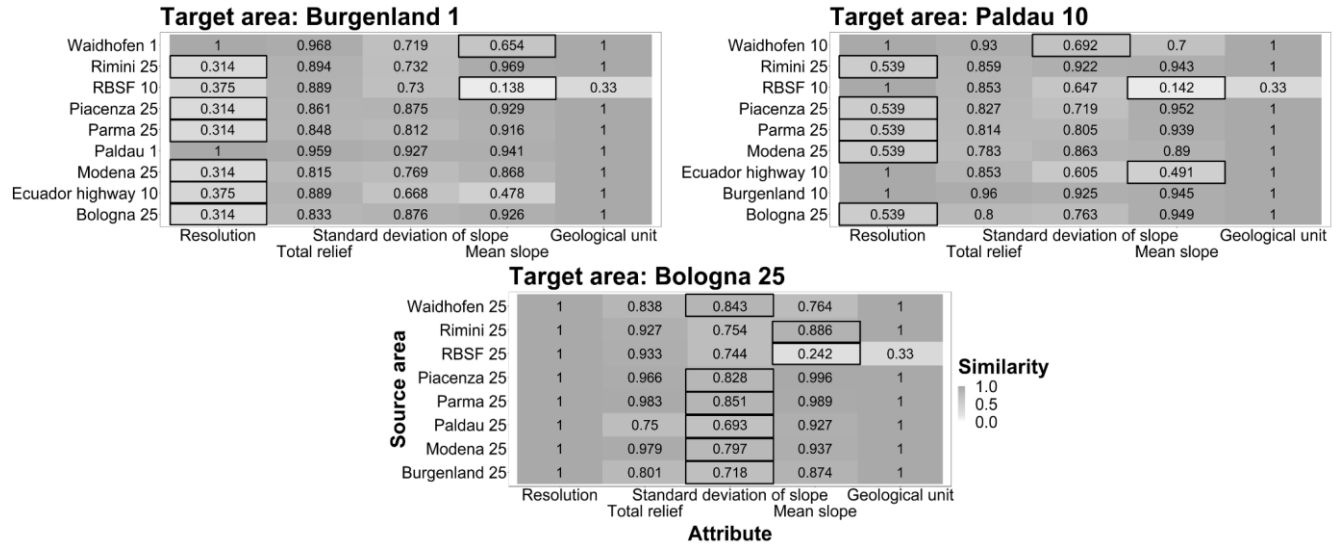 Target area: Burgenland 1
Waidhofen 1 1 0.968 0.719 0.654 1
Rimini 25 0.314 0.894 0.732 0.969 1
RBSF 10 0.375 0.889 0.73 0.138 0.33
Piacenza 25 0.314 0.861 0.875 0.929 1
Parma 25 0.314 0.848 0.812 0.916 1
Paldau 1 1 0.959 0.927 0.941 1
Modena 25 0.314 0.815 0.769 0.868 1
Ecuador highway 10 0.375 0.889 0.668 0.478 1
Bologna 25 0.314 0.833 0.876 0.926 1
Resolution Standard deviation of slope Geological unit
Total relief Mean slope
Target area: Paldau 10
Waidhofen 10 1 0.93 0.692 0.7 1
Rimini 25 0.539 0.859 0.922 0.943 1
RBSF 10 1 0.853 0.647 0.142 0.33
Piacenza 25 0.539 0.827 0.719 0.952 1
Parma 25 0.539 0.814 0.805 0.939 1
Modena 25 0.539 0.783 0.863 0.89 1
Ecuador highway 10 1 0.853 0.605 0.491 1
Burgenland 10 1 0.96 0.925 0.945 1
Bologna 25 0.539 0.8 0.763 0.949 1
Resolution Standard deviation of slope Geological unit
Total relief Mean slope
Target area: Bologna 25
Source area
Waidhofen 25 1 0.838 0.843 0.764 1
Rimini 25 1 0.927 0.754 0.886 1
RBSF 25 1 0.933 0.744 0.242 0.33
Piacenza 25 1 0.966 0.828 0.996 1
Parma 25 1 0.983 0.851 0.989 1
Paldau 25 1 0.75 0.693 0.927 1
Modena 25 1 0.979 0.797 0.937 1
Burgenland 25 1 0.801 0.718 0.874 1
Resolution Standard deviation of slope Geological unit
Total relief Mean slope
Attribute
Similarity
1.0
0.5
0.0